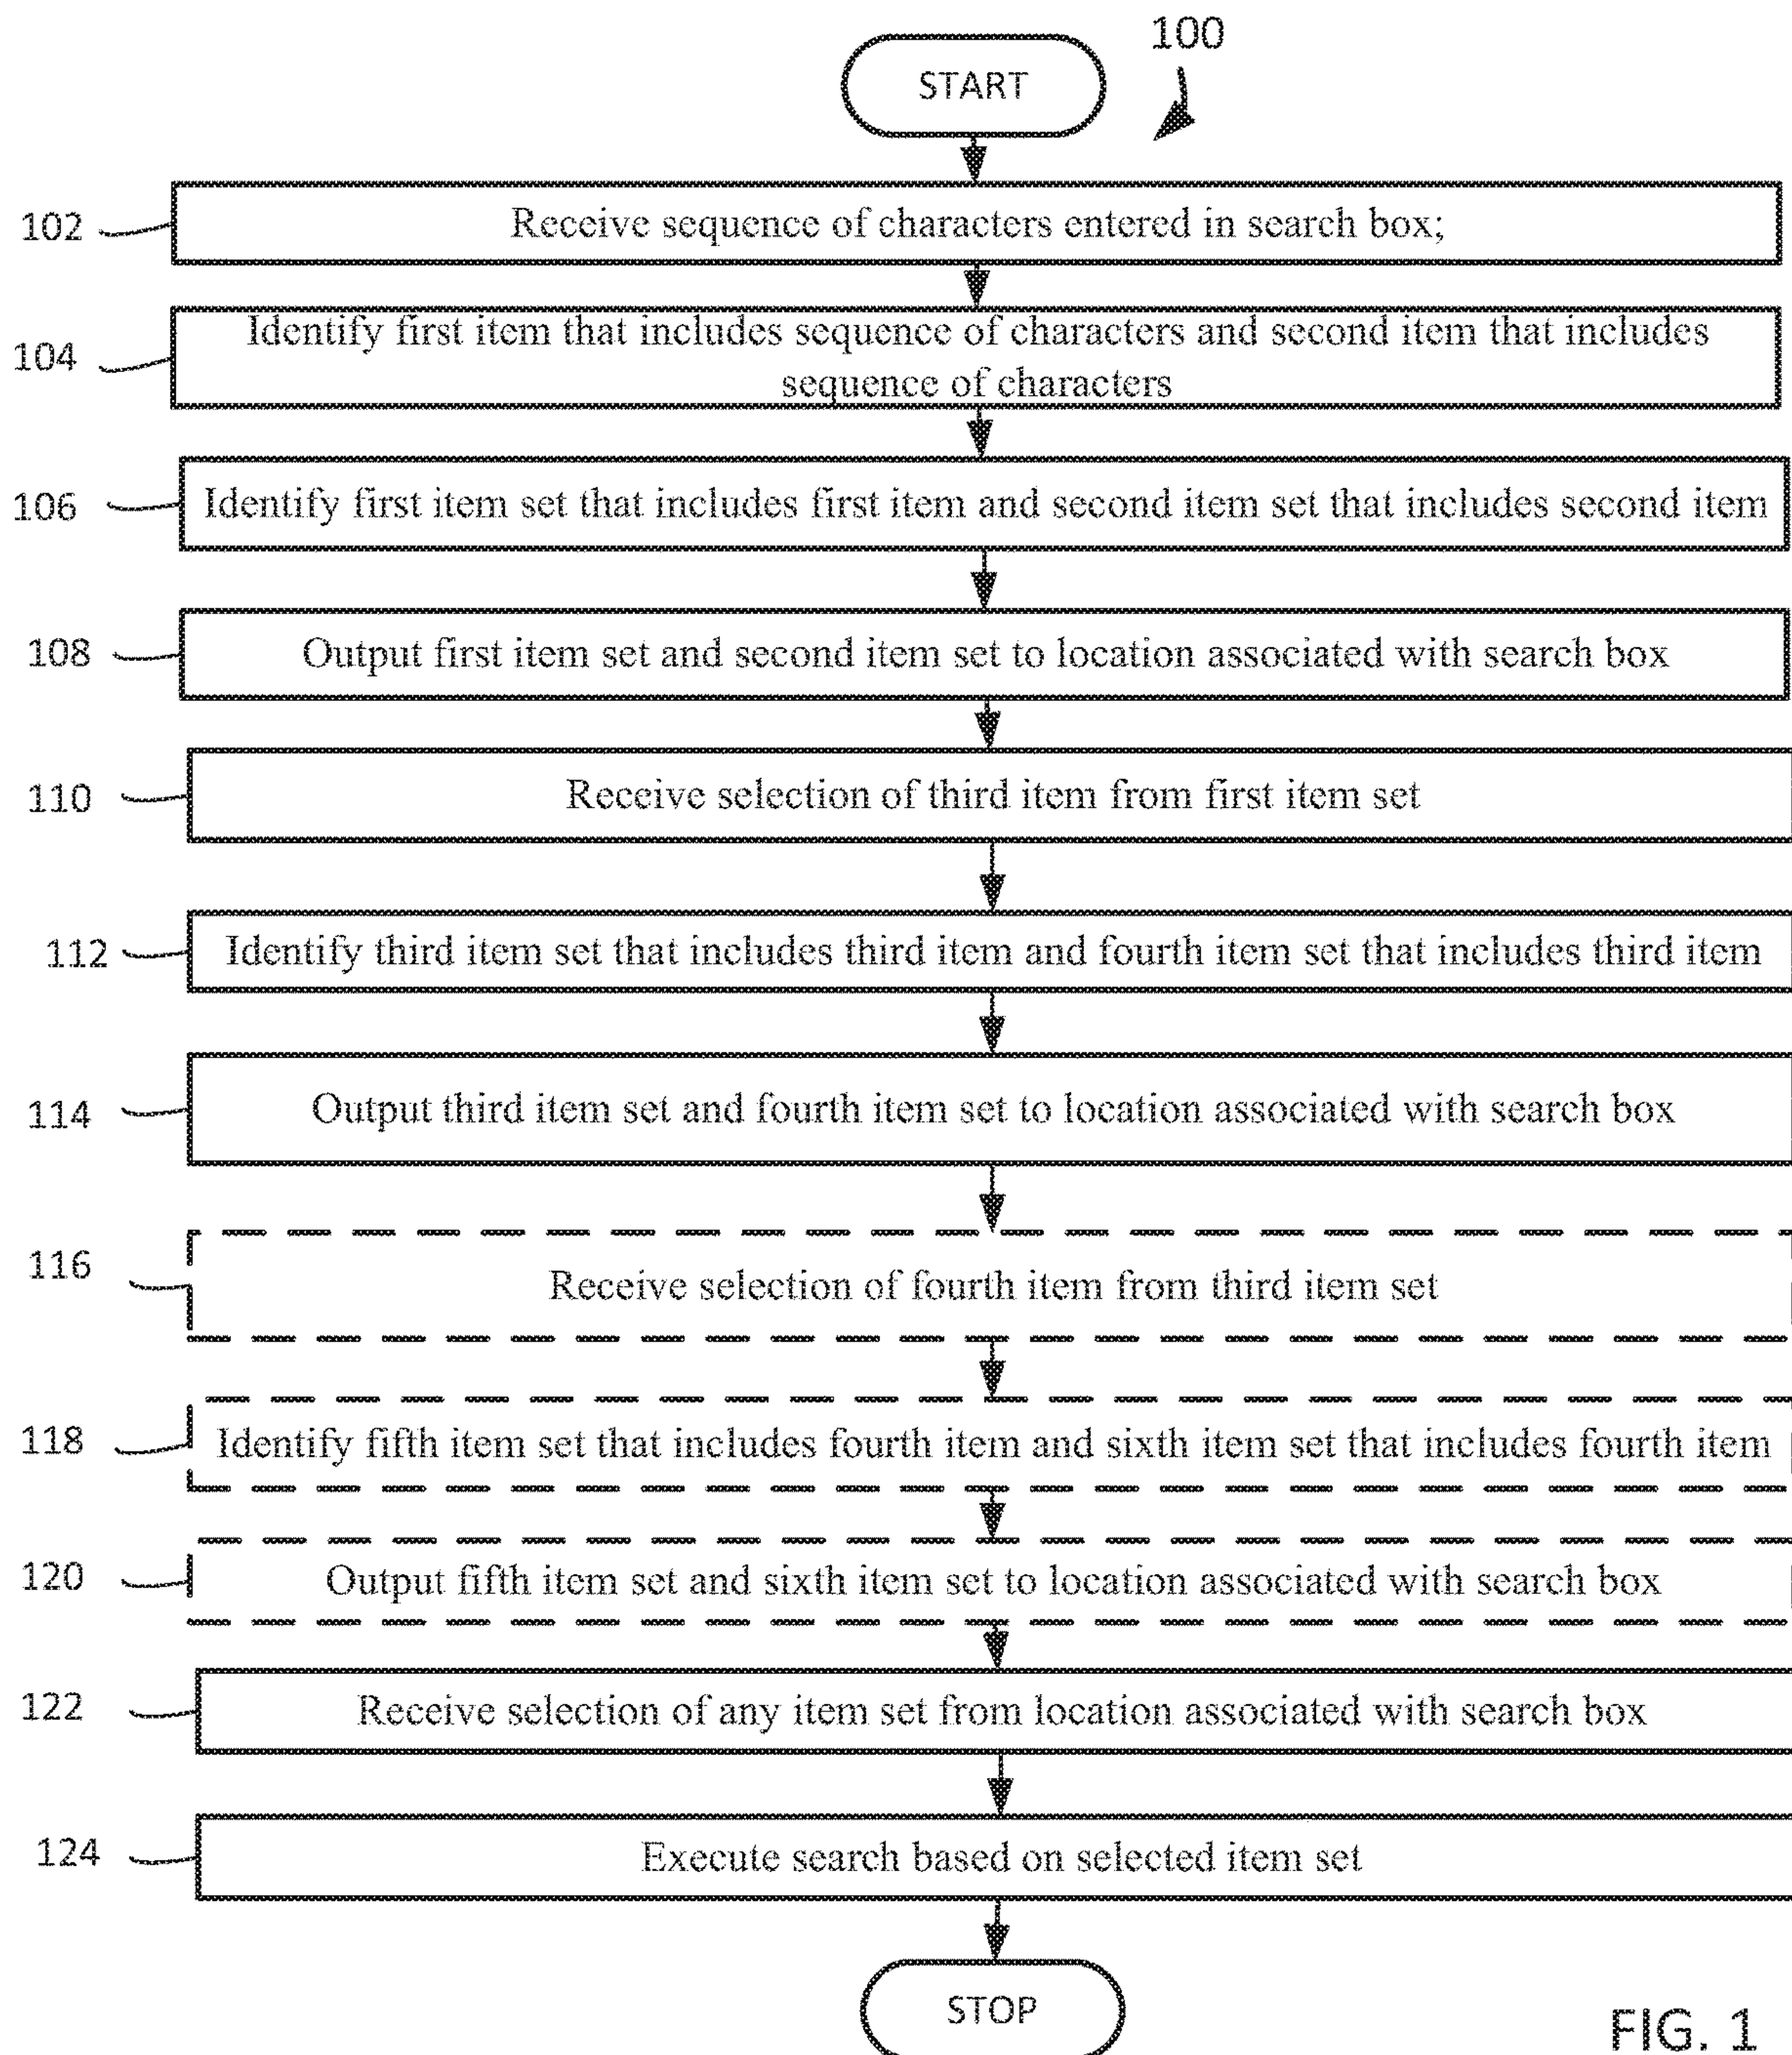 100
START
102
Receive sequence of characters entered in search box;
104
Identify first item that includes sequence of characters and second item that includes
sequence of characters
106
Identify first item set that includes first item and second item set that includes second item
108
Output first item set and second item set to location associated with search box
110
Receive selection of third item from first item set
112
Identify third item set that includes third item and fourth item set that includes third item
114
Output third item set and fourth item set to location associated with search box
116
Receive selection of fourth item from third item set
118
Identify fifth item set that includes fourth item and sixth item set that includes fourth item
120
Output fifth item set and sixth item set to location associated with search box
122
Receive selection of any item set from location associated with search box
124
Execute search based on selected item set
STOP
FIG. 1